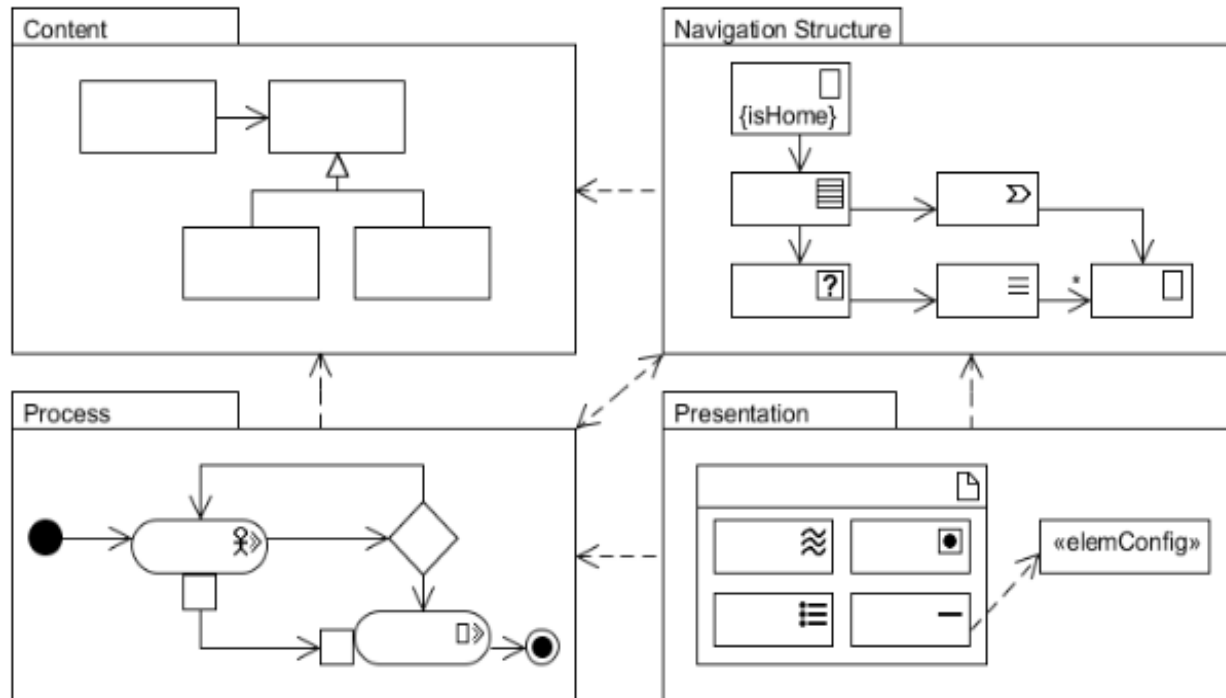 Content
Navigation Structure
{isHome}
?
*
Process
Presentation
«elemConfig»